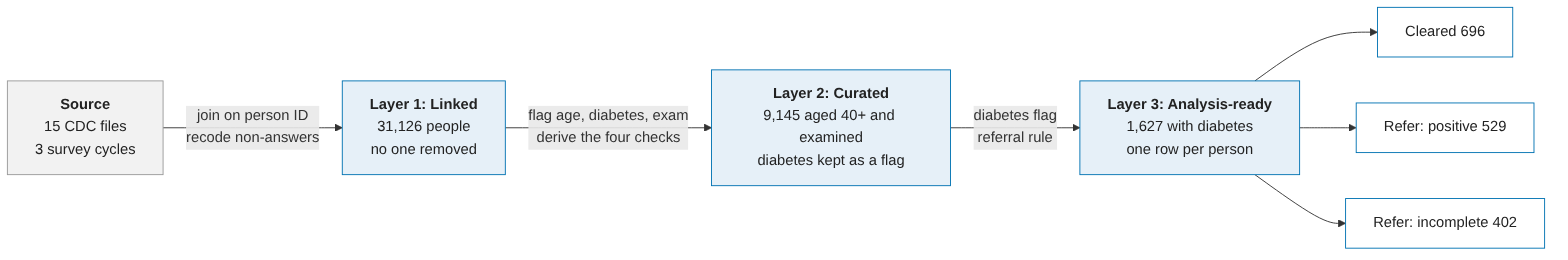 Source
15 CDC files
3 survey cycles
join on person ID
recode non-answers
Layer 1: Linked
31,126 people
no one removed
flag age, diabetes, exam
derive the four checks
Layer 2: Curated
9,145 aged 40+ and
examined
diabetes kept as a flag
diabetes flag
referral rule
Layer 3: Analysis-ready
1,627 with diabetes
one row per person
Cleared 696
Refer: positive 529
Refer: incomplete 402